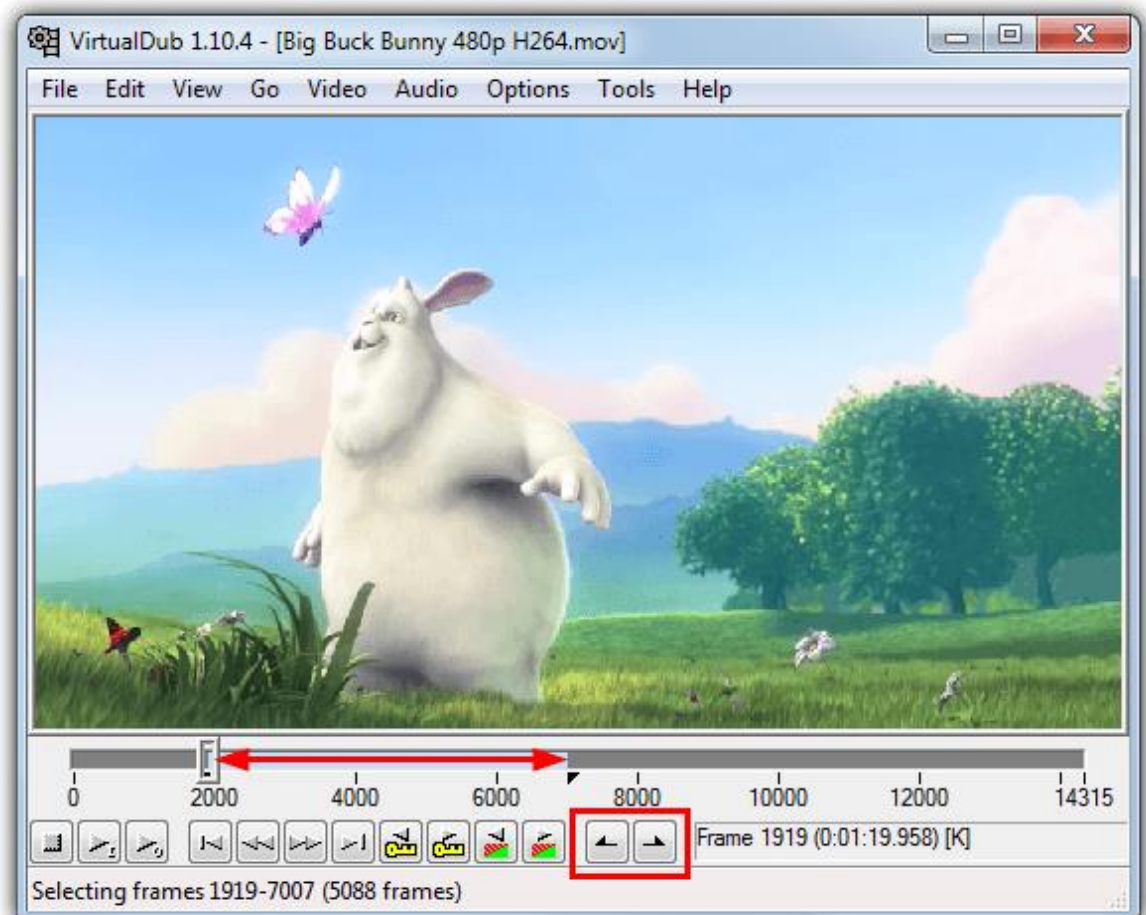 VirtualDub 1.10.4 - [Big Buck Bunny 480p H264.mov]
File Edit View Go Video Audio Options Tools Help
0 2000 4000 6000 8000 10000 12000 14315
Frame 1919 (0:01:19.958) [K]
Selecting frames 1919-7007 (5088 frames)